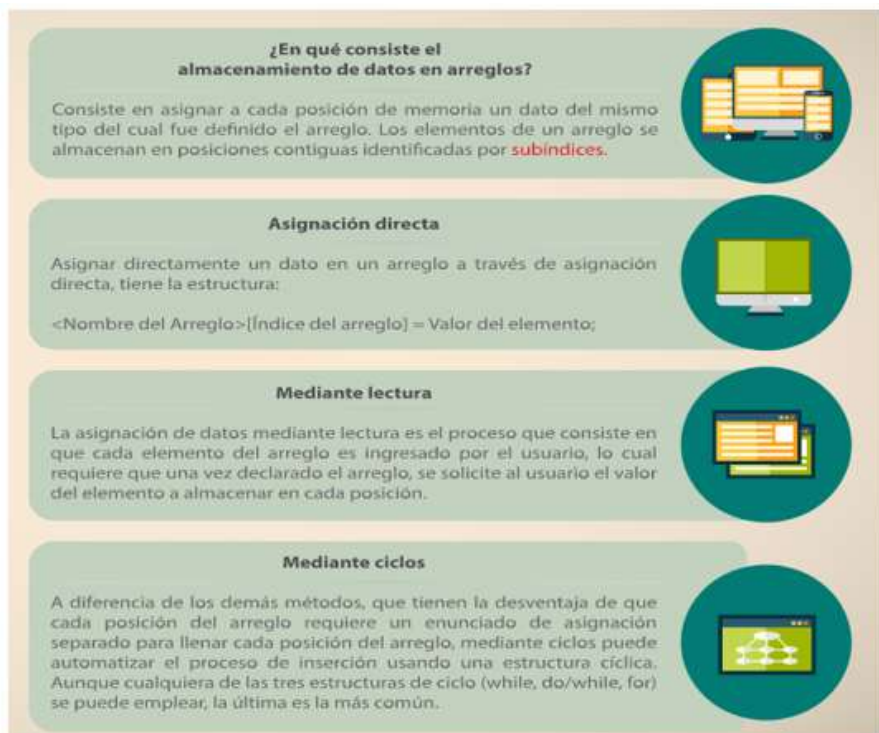 ¿En qué consiste el
almacenamiento de datos en arreglos?
Consiste en asignar a cada posición de memoria un dato del mismo
tipo del cual fue definido el arreglo. Los elementos de un arreglo se
almacenan en posiciones contiguas identificadas por subíndices.
Asignación directa
Asignar directamente un dato en un arreglo a través de asignación
directa, tiene la estructura:
<Nombre del Arreglo>[Índice del arreglo] = Valor del elemento;
Mediante lectura
La asignación de datos mediante lectura es el proceso que consiste en
que cada elemento del arreglo es ingresado por el usuario, lo cual
requiere que una vez declarado el arreglo, se solicite al usuario el valor
del elemento a almacenar en cada posición.
Mediante ciclos
A diferencia de los demás métodos, que tienen la desventaja de que
cada posición del arreglo requiere un enunciado de asignación
separado para llenar cada posición del arreglo, mediante ciclos puede
automatizar el proceso de inserción usando una estructura cíclica.
Aunque cualquiera de las tres estructuras de ciclo (while, do/while, for)
se puede emplear, la última es la más común.